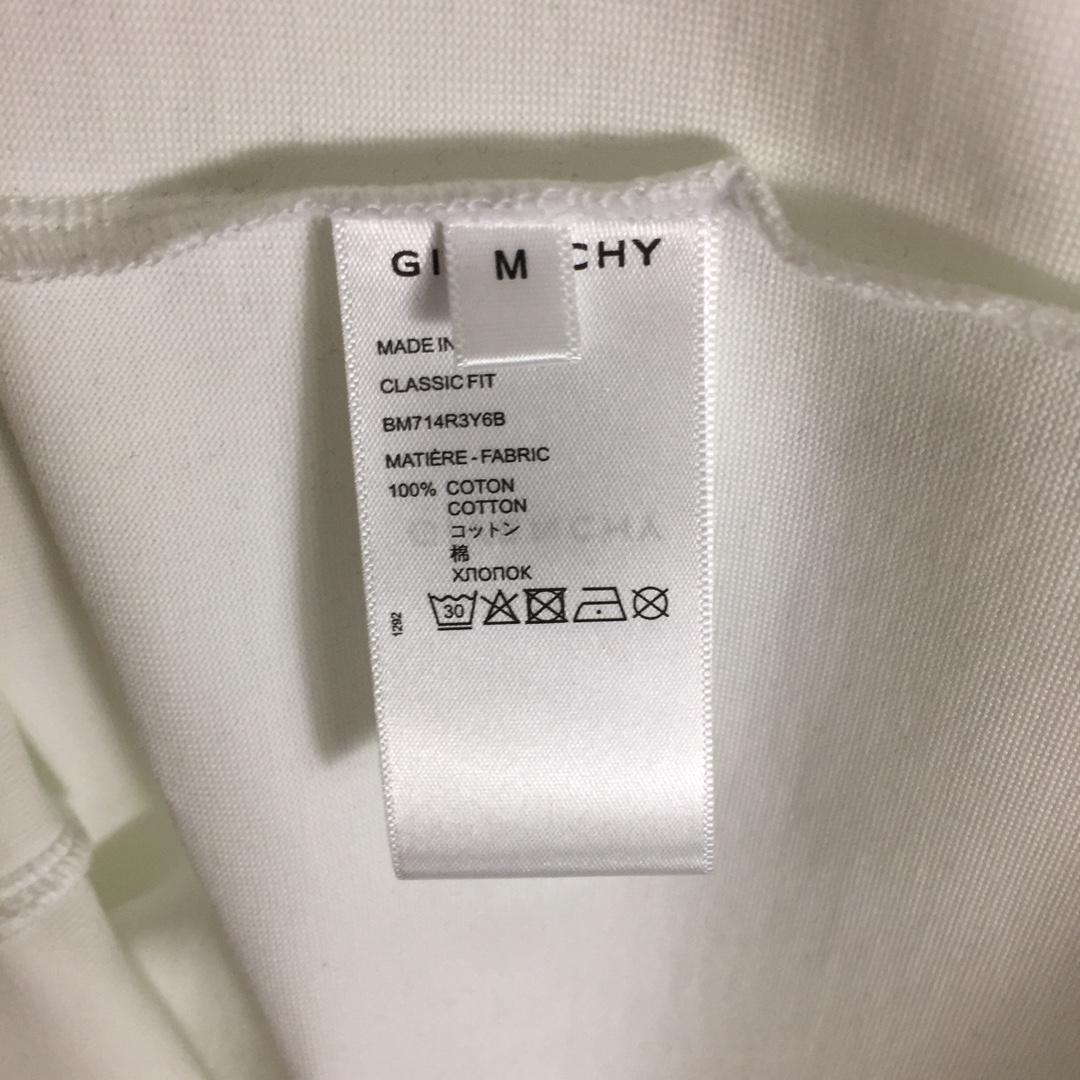 GI CHY
M
MADE IN
CLASSIC FIT
BM714R3Y6B
MATIÈRE - FABRIC
100% COTON
COTTON
コットン
棉
ХЛОПОК
30
1292